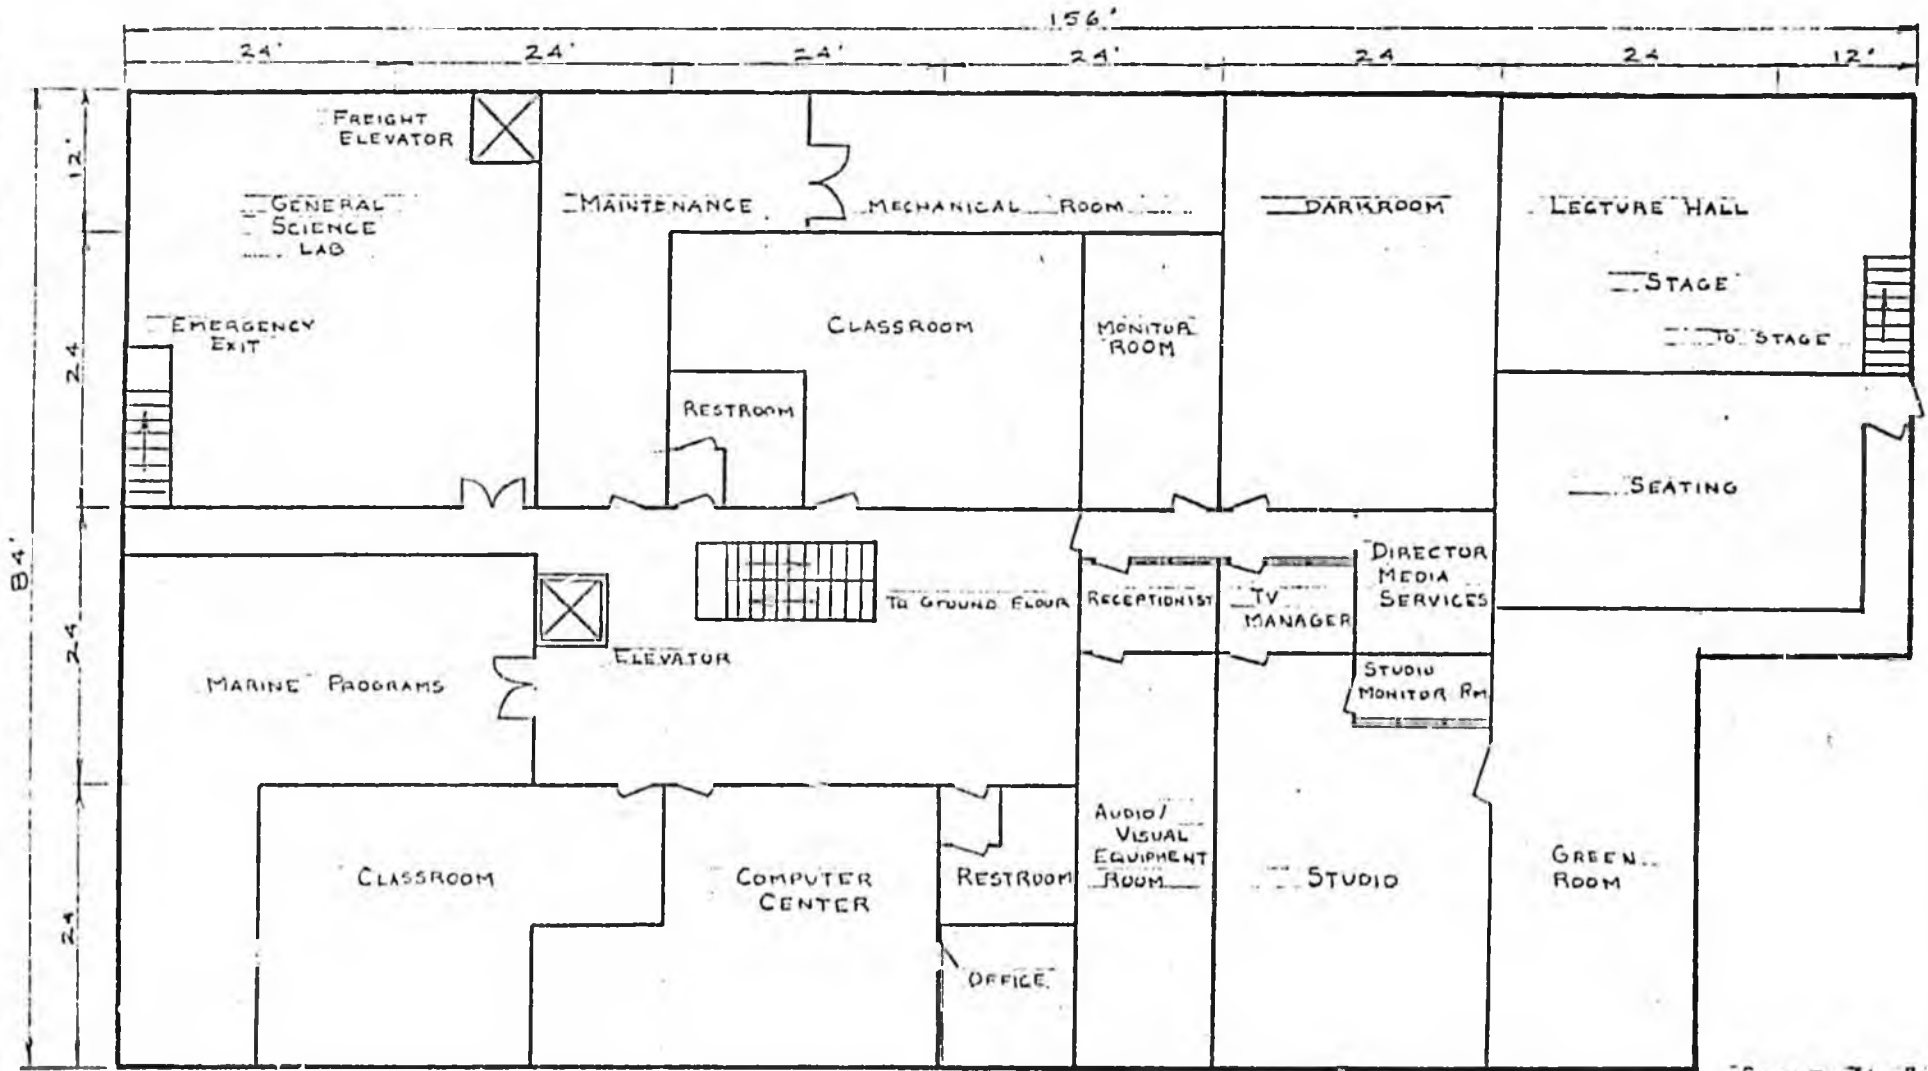 156'
24' 24' 24' 24' 24 24 12'
84'
12'
24
24
24
FREIGHT
ELEVATOR
GENERAL
SCIENCE
LAB
MAINTENANCE
MECHANICAL ROOM
DARKROOM
LECTURE HALL
STAGE
TO STAGE
EMERGENCY
EXIT
CLASSROOM
MONITOR
ROOM
RESTROOM
SEATING
DIRECTOR
MEDIA
SERVICES
TO GROUND FLOOR
RECEPTIONIST
TV
MANAGER
ELEVATOR
MARINE PROGRAMS
STUDIO
MONITOR RM.
CLASSROOM
COMPUTER
CENTER
RESTROOM
AUDIO/
VISUAL
EQUIPMENT
ROOM
STUDIO
GREEN
ROOM
OFFICE